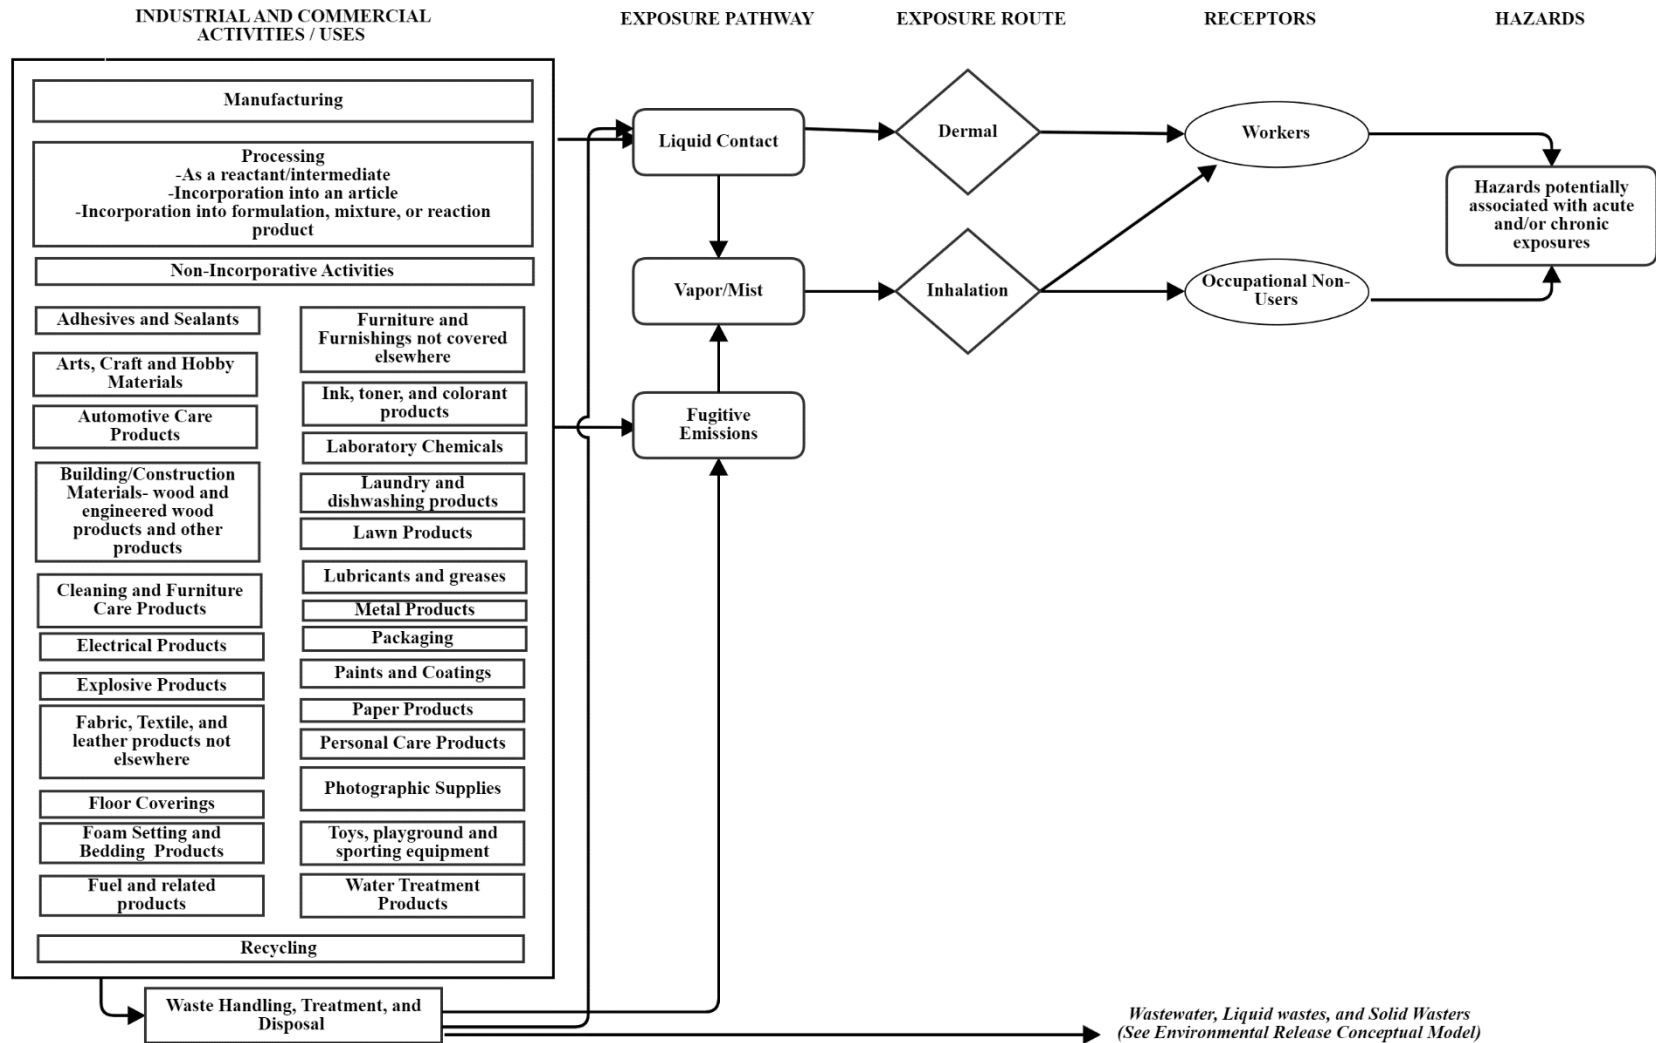 INDUSTRIAL AND COMMERCIAL
ACTIVITIES / USES
EXPOSURE PATHWAY
EXPOSURE ROUTE
RECEPTORS
HAZARDS
Manufacturing
Processing
-As a reactant/intermediate
-Incorporation into an article
-Incorporation into formulation, mixture, or reaction
product
Non-Incorporative Activities
Adhesives and Sealants
Arts, Craft and Hobby
Materials
Automotive Care
Products
Building/Construction
Materials- wood and
engineered wood
products and other
products
Cleaning and Furniture
Care Products
Electrical Products
Explosive Products
Fabric, Textile, and
leather products not
elsewhere
Floor Coverings
Foam Setting and
Bedding Products
Fuel and related
products
Furniture and
Furnishings not covered
elsewhere
Ink, toner, and colorant
products
Laboratory Chemicals
Laundry and
dishwashing products
Lawn Products
Lubricants and greases
Metal Products
Packaging
Paints and Coatings
Paper Products
Personal Care Products
Photographic Supplies
Toys, playground and
sporting equipment
Water Treatment
Products
Recycling
Waste Handling, Treatment, and
Disposal
Liquid Contact
Vapor/Mist
Fugitive
Emissions
Dermal
Inhalation
Workers
Occupational Non-
Users
Hazards potentially
associated with acute
and/or chronic
exposures
Wastewater, Liquid wastes, and Solid Wasters
(See Environmental Release Conceptual Model)